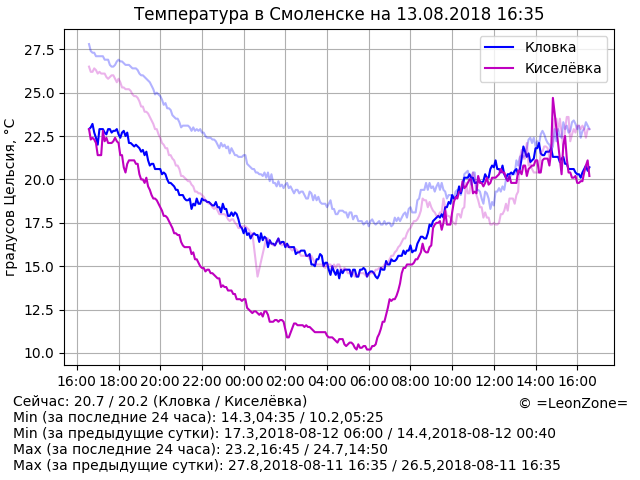 Температура в Смоленске на 13.08.2018 16:35
градусов Цельсия, °C
27.5
25.0
22.5
20.0
17.5
15.0
12.5
10.0
Кловка
Киселёвка
16:00 18:00 20:00 22:00 00:00 02:00 04:00 06:00 08:00 10:00 12:00 14:00 16:00
Сейчас: 20.7 / 20.2 (Кловка / Киселёвка)
© =LeonZone=
Min (за последние 24 часа): 14.3,04:35 / 10.2,05:25
Min (за предыдущие сутки): 17.3,2018-08-12 06:00 / 14.4,2018-08-12 00:40
Max (за последние 24 часа): 23.2,16:45 / 24.7,14:50
Max (за предыдущие сутки): 27.8,2018-08-11 16:35 / 26.5,2018-08-11 16:35